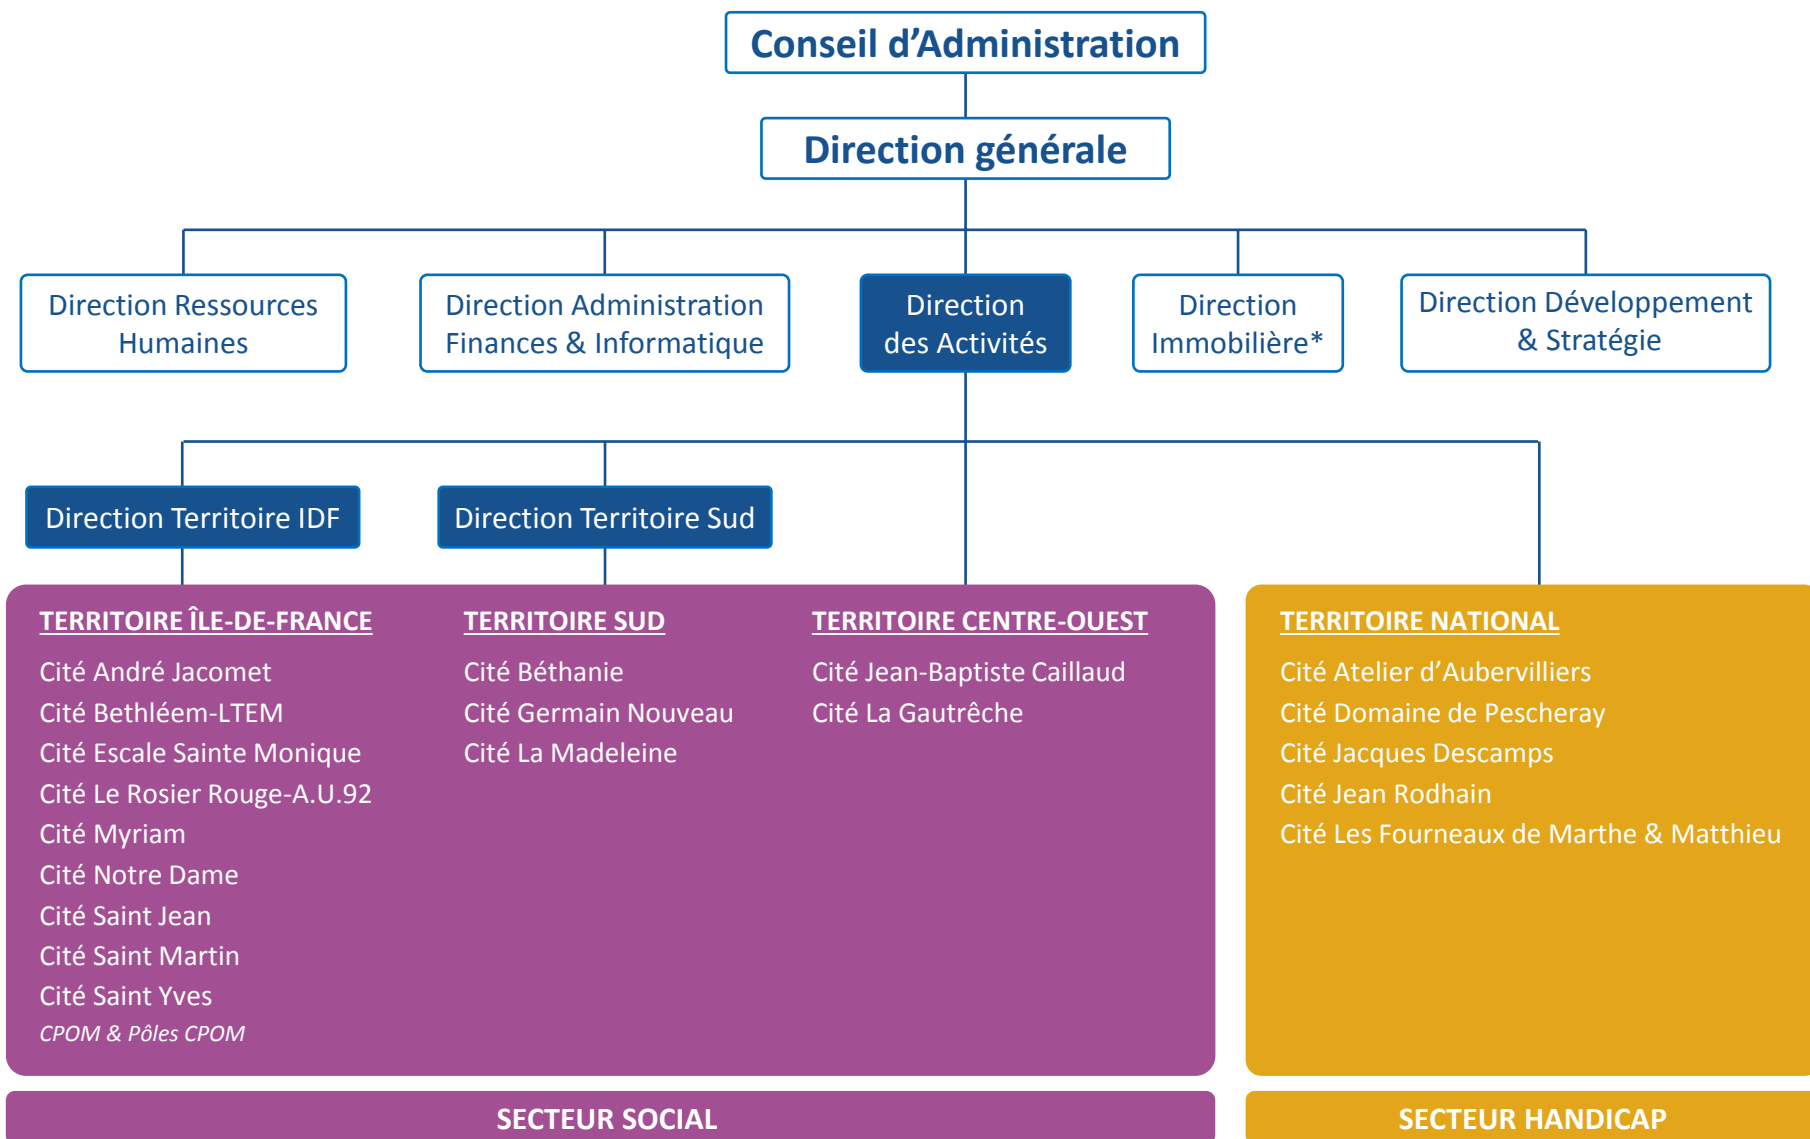 Conseil d’Administration
Direction générale
Direction Ressources
Humaines
Direction Administration
Finances & Informatique
Direction
des Activités
Direction
Immobilière*
Direction Développement
& Stratégie
Direction Territoire IDF
Direction Territoire Sud
TERRITOIRE ÎLE-DE-FRANCE
Cité André Jacomet
Cité Bethléem-LTEM
Cité Escale Sainte Monique
Cité Le Rosier Rouge-A.U.92
Cité Myriam
Cité Notre Dame
Cité Saint Jean
Cité Saint Martin
Cité Saint Yves
CPOM & Pôles CPOM
TERRITOIRE SUD
Cité Béthanie
Cité Germain Nouveau
Cité La Madeleine
TERRITOIRE CENTRE-OUEST
Cité Jean-Baptiste Caillaud
Cité La Gautrêche
TERRITOIRE NATIONAL
Cité Atelier d’Aubervilliers
Cité Domaine de Pescheray
Cité Jacques Descamps
Cité Jean Rodhain
Cité Les Fourneaux de Marthe & Matthieu
SECTEUR SOCIAL
SECTEUR HANDICAP